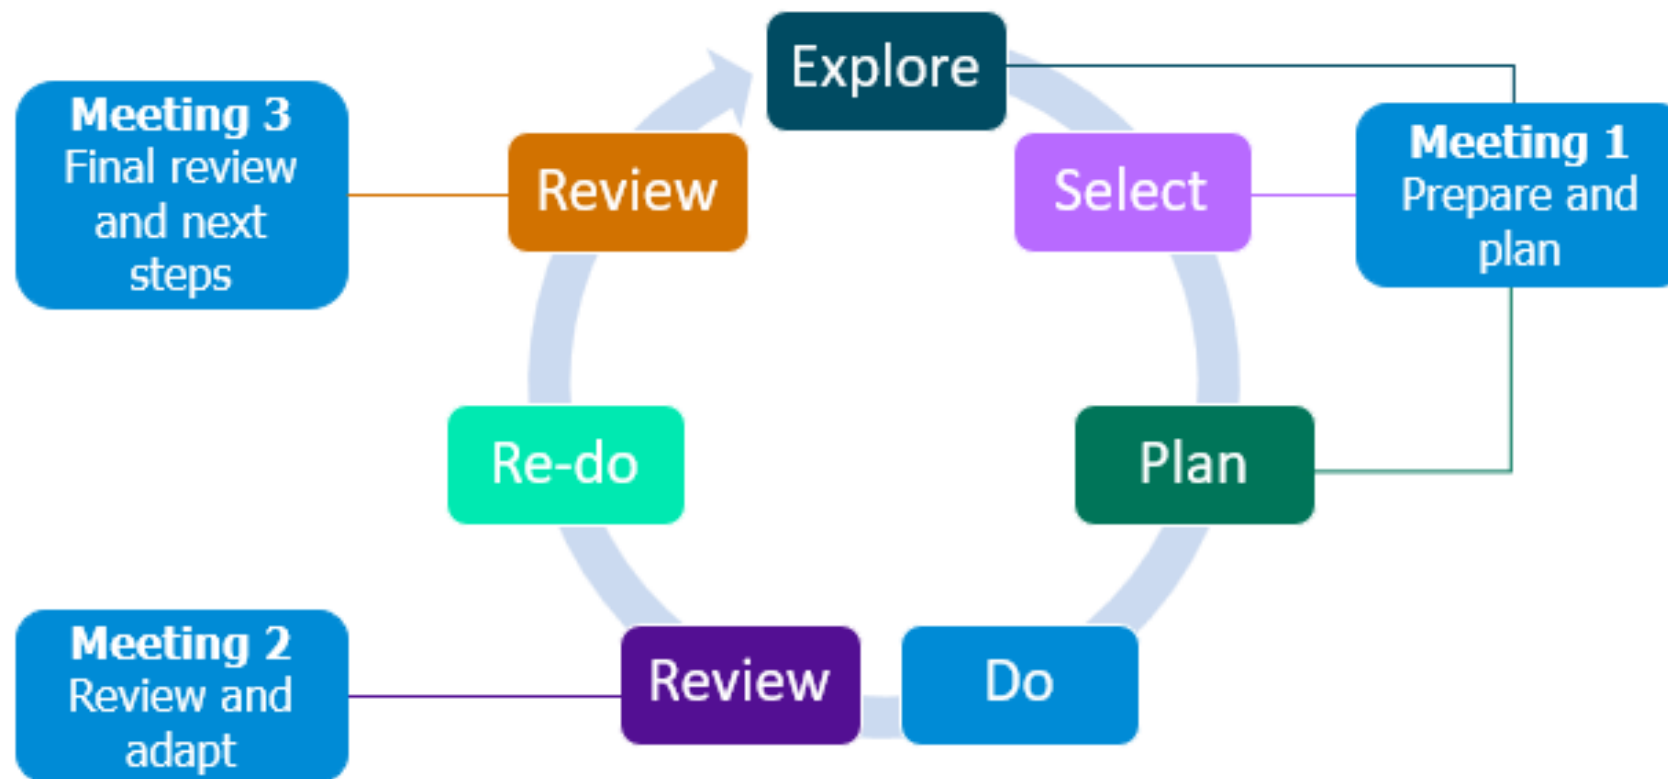 Explore
Select
Meeting 1
Prepare and
plan
Plan
Do
Review
Meeting 2
Review and
adapt
Re-do
Review
Meeting 3
Final review
and next
steps